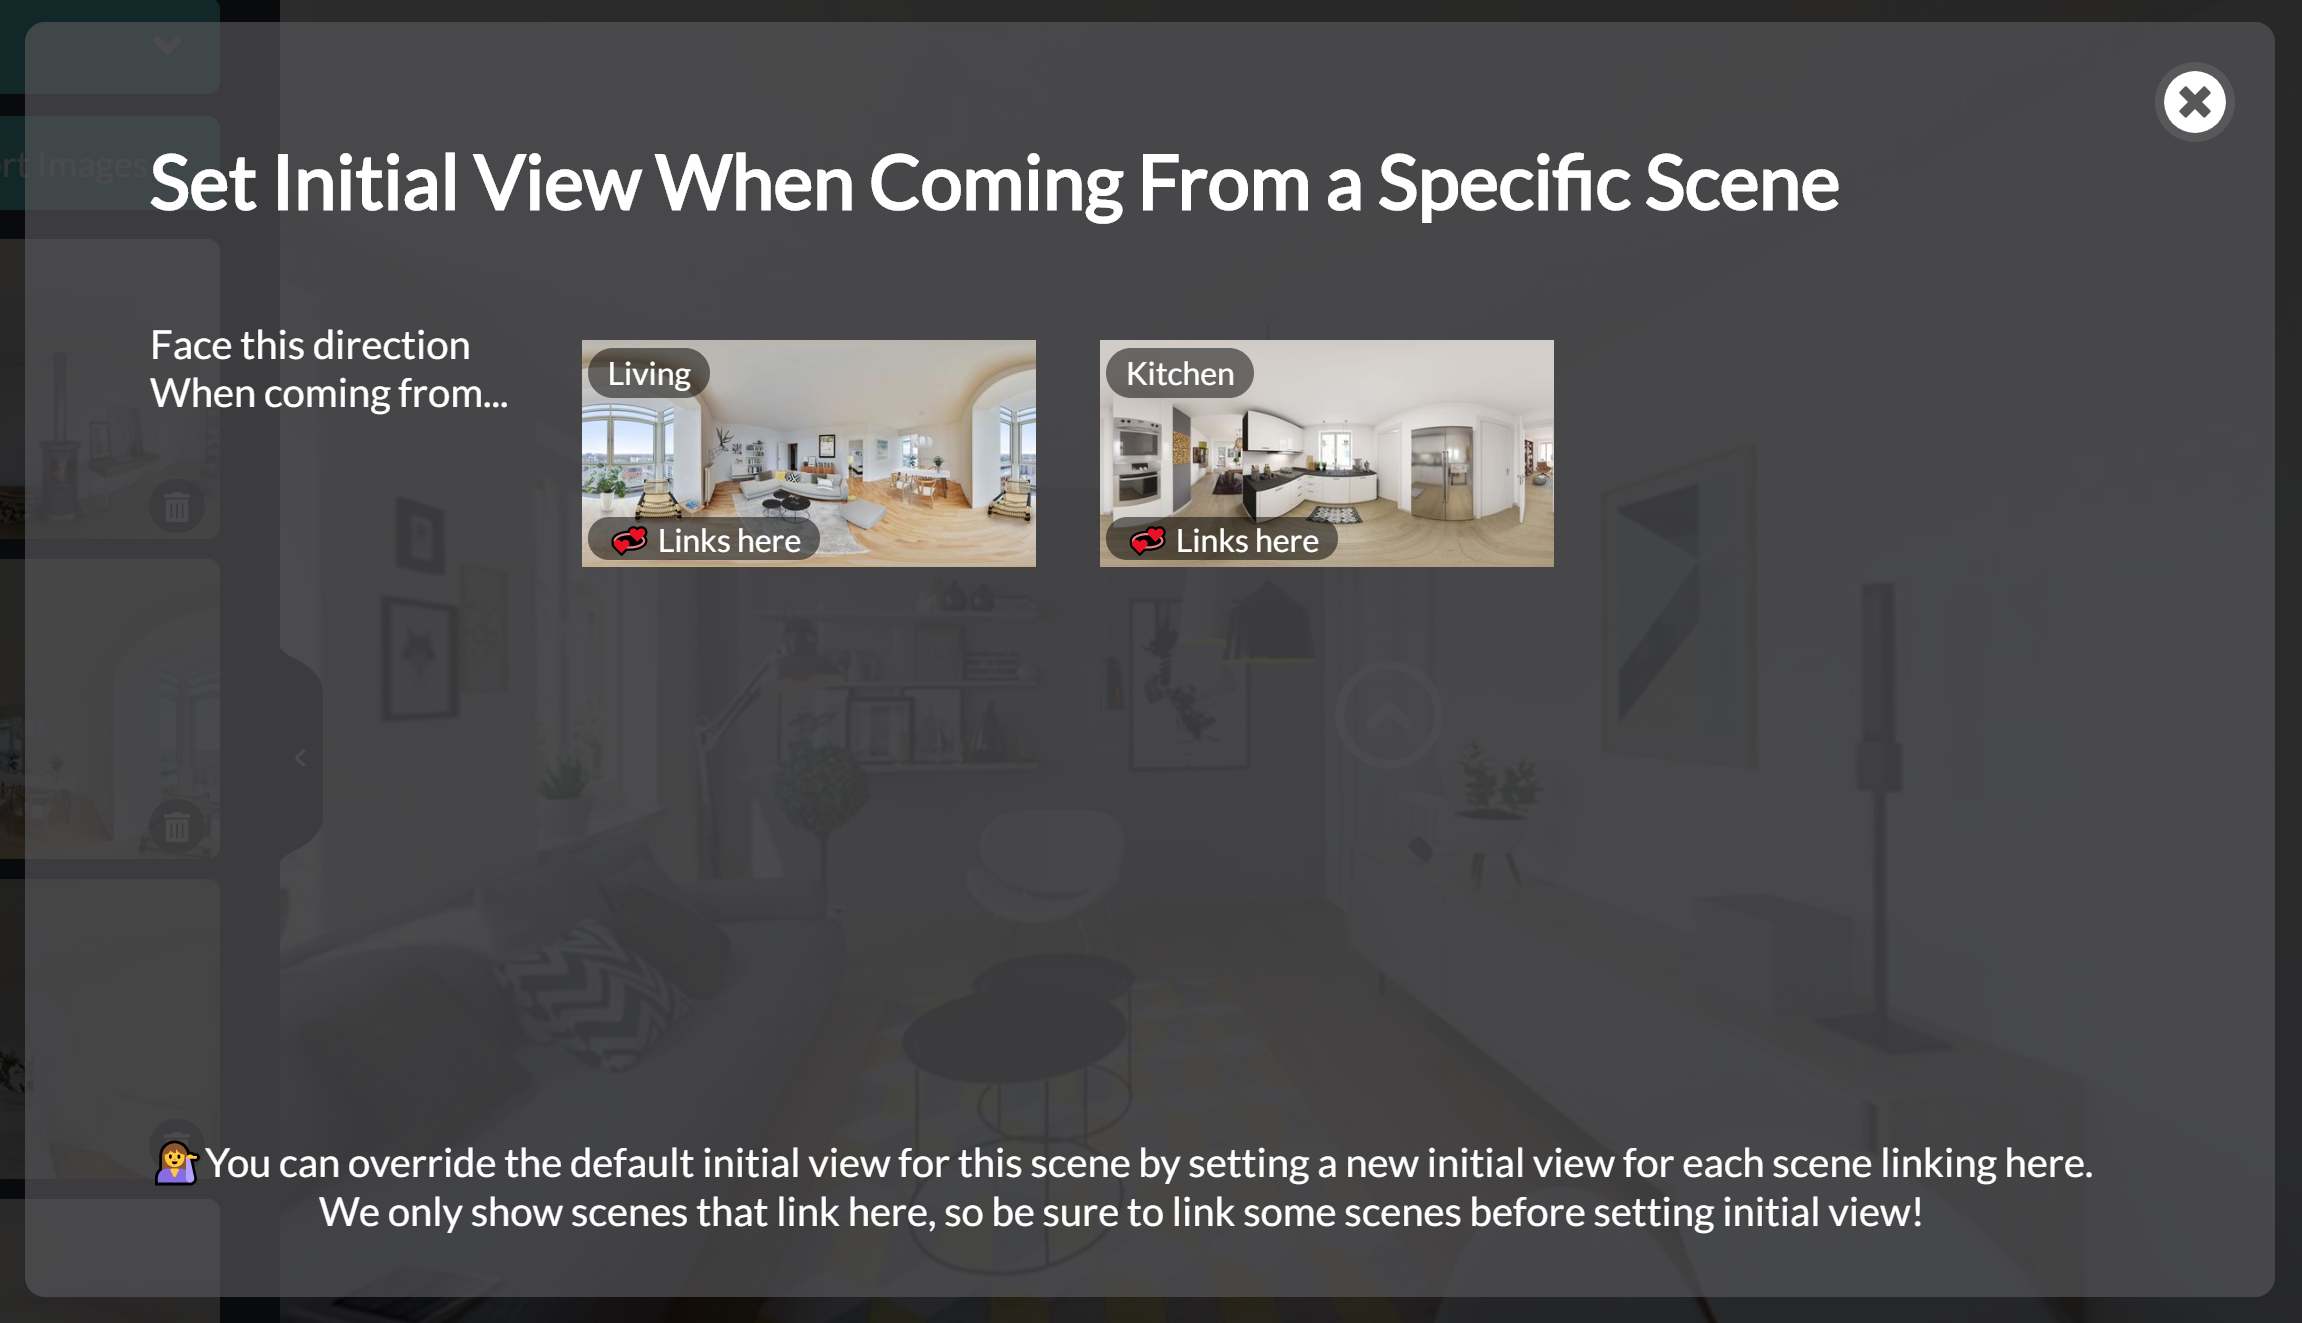 rt Images
Set Initial View When Coming From a Specific Scene
Face this direction
When coming from...
Living
Links here
Kitchen
Links here
You can override the default initial view for this scene by setting a new initial view for each scene linking here.
We only show scenes that link here, so be sure to link some scenes before setting initial view!